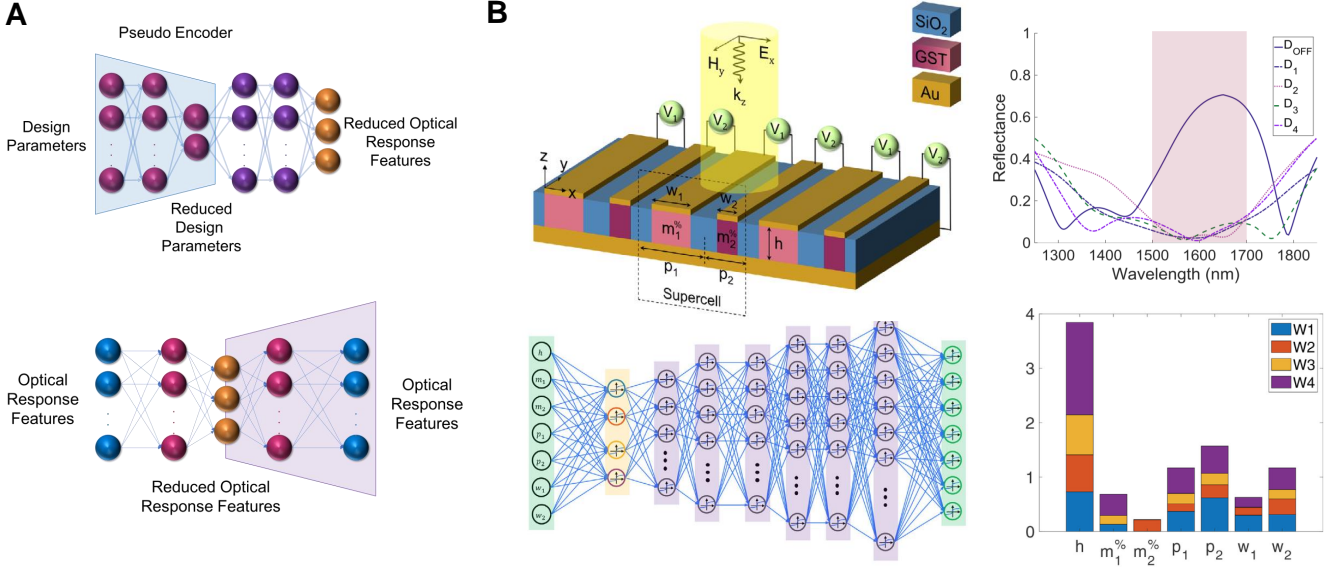 A
Pseudo Encoder
Design
Parameters
Reduced Optical
Response
Features
Reduced
Design
Parameters
Optical
Response
Features
Optical
Response
Features
Reduced Optical
Response Features
B
SiO2
GST
Au
Hy
Ex
kz
V1
V2
V1
V2
V1
V2
z
y
x
w1
w2
m1%
m2%
h
p1
p2
Supercell
Reflectance
1
0.8
0.6
0.4
0.2
0
1300 1400 1500 1600 1700 1800
Wavelength (nm)
DOFF
D1
D2
D3
D4
h
m1
m2
p1
p2
w1
w2
4
3
2
1
0
W1
W2
W3
W4
h m1% m2% p1 p2 w1 w2